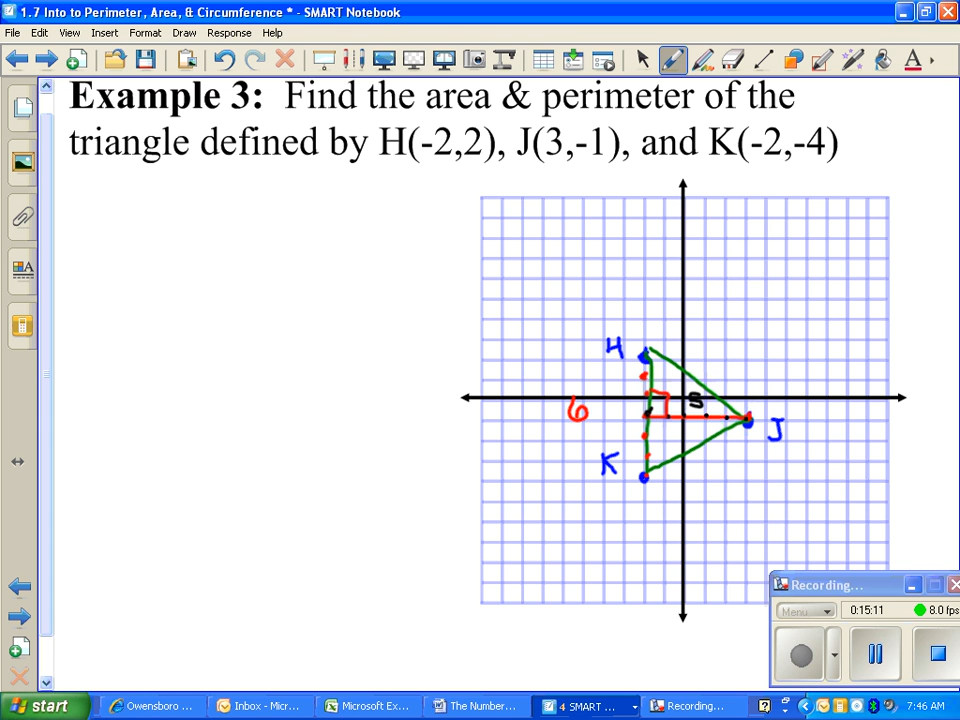 1.7 Into to Perimeter, Area, & Circumference * - SMART Notebook
File Edit View Insert Format Draw Response Help
Example 3: Find the area & perimeter of the
triangle defined by H(-2,2), J(3,-1), and K(-2,-4)
H
5
6
J
K
Recording...
Menu 0:15:11 8.0 fps
start Owensboro ... Inbox - Micr... Microsoft Ex... The Number... 4 SMART ... Recording... 7:46 AM